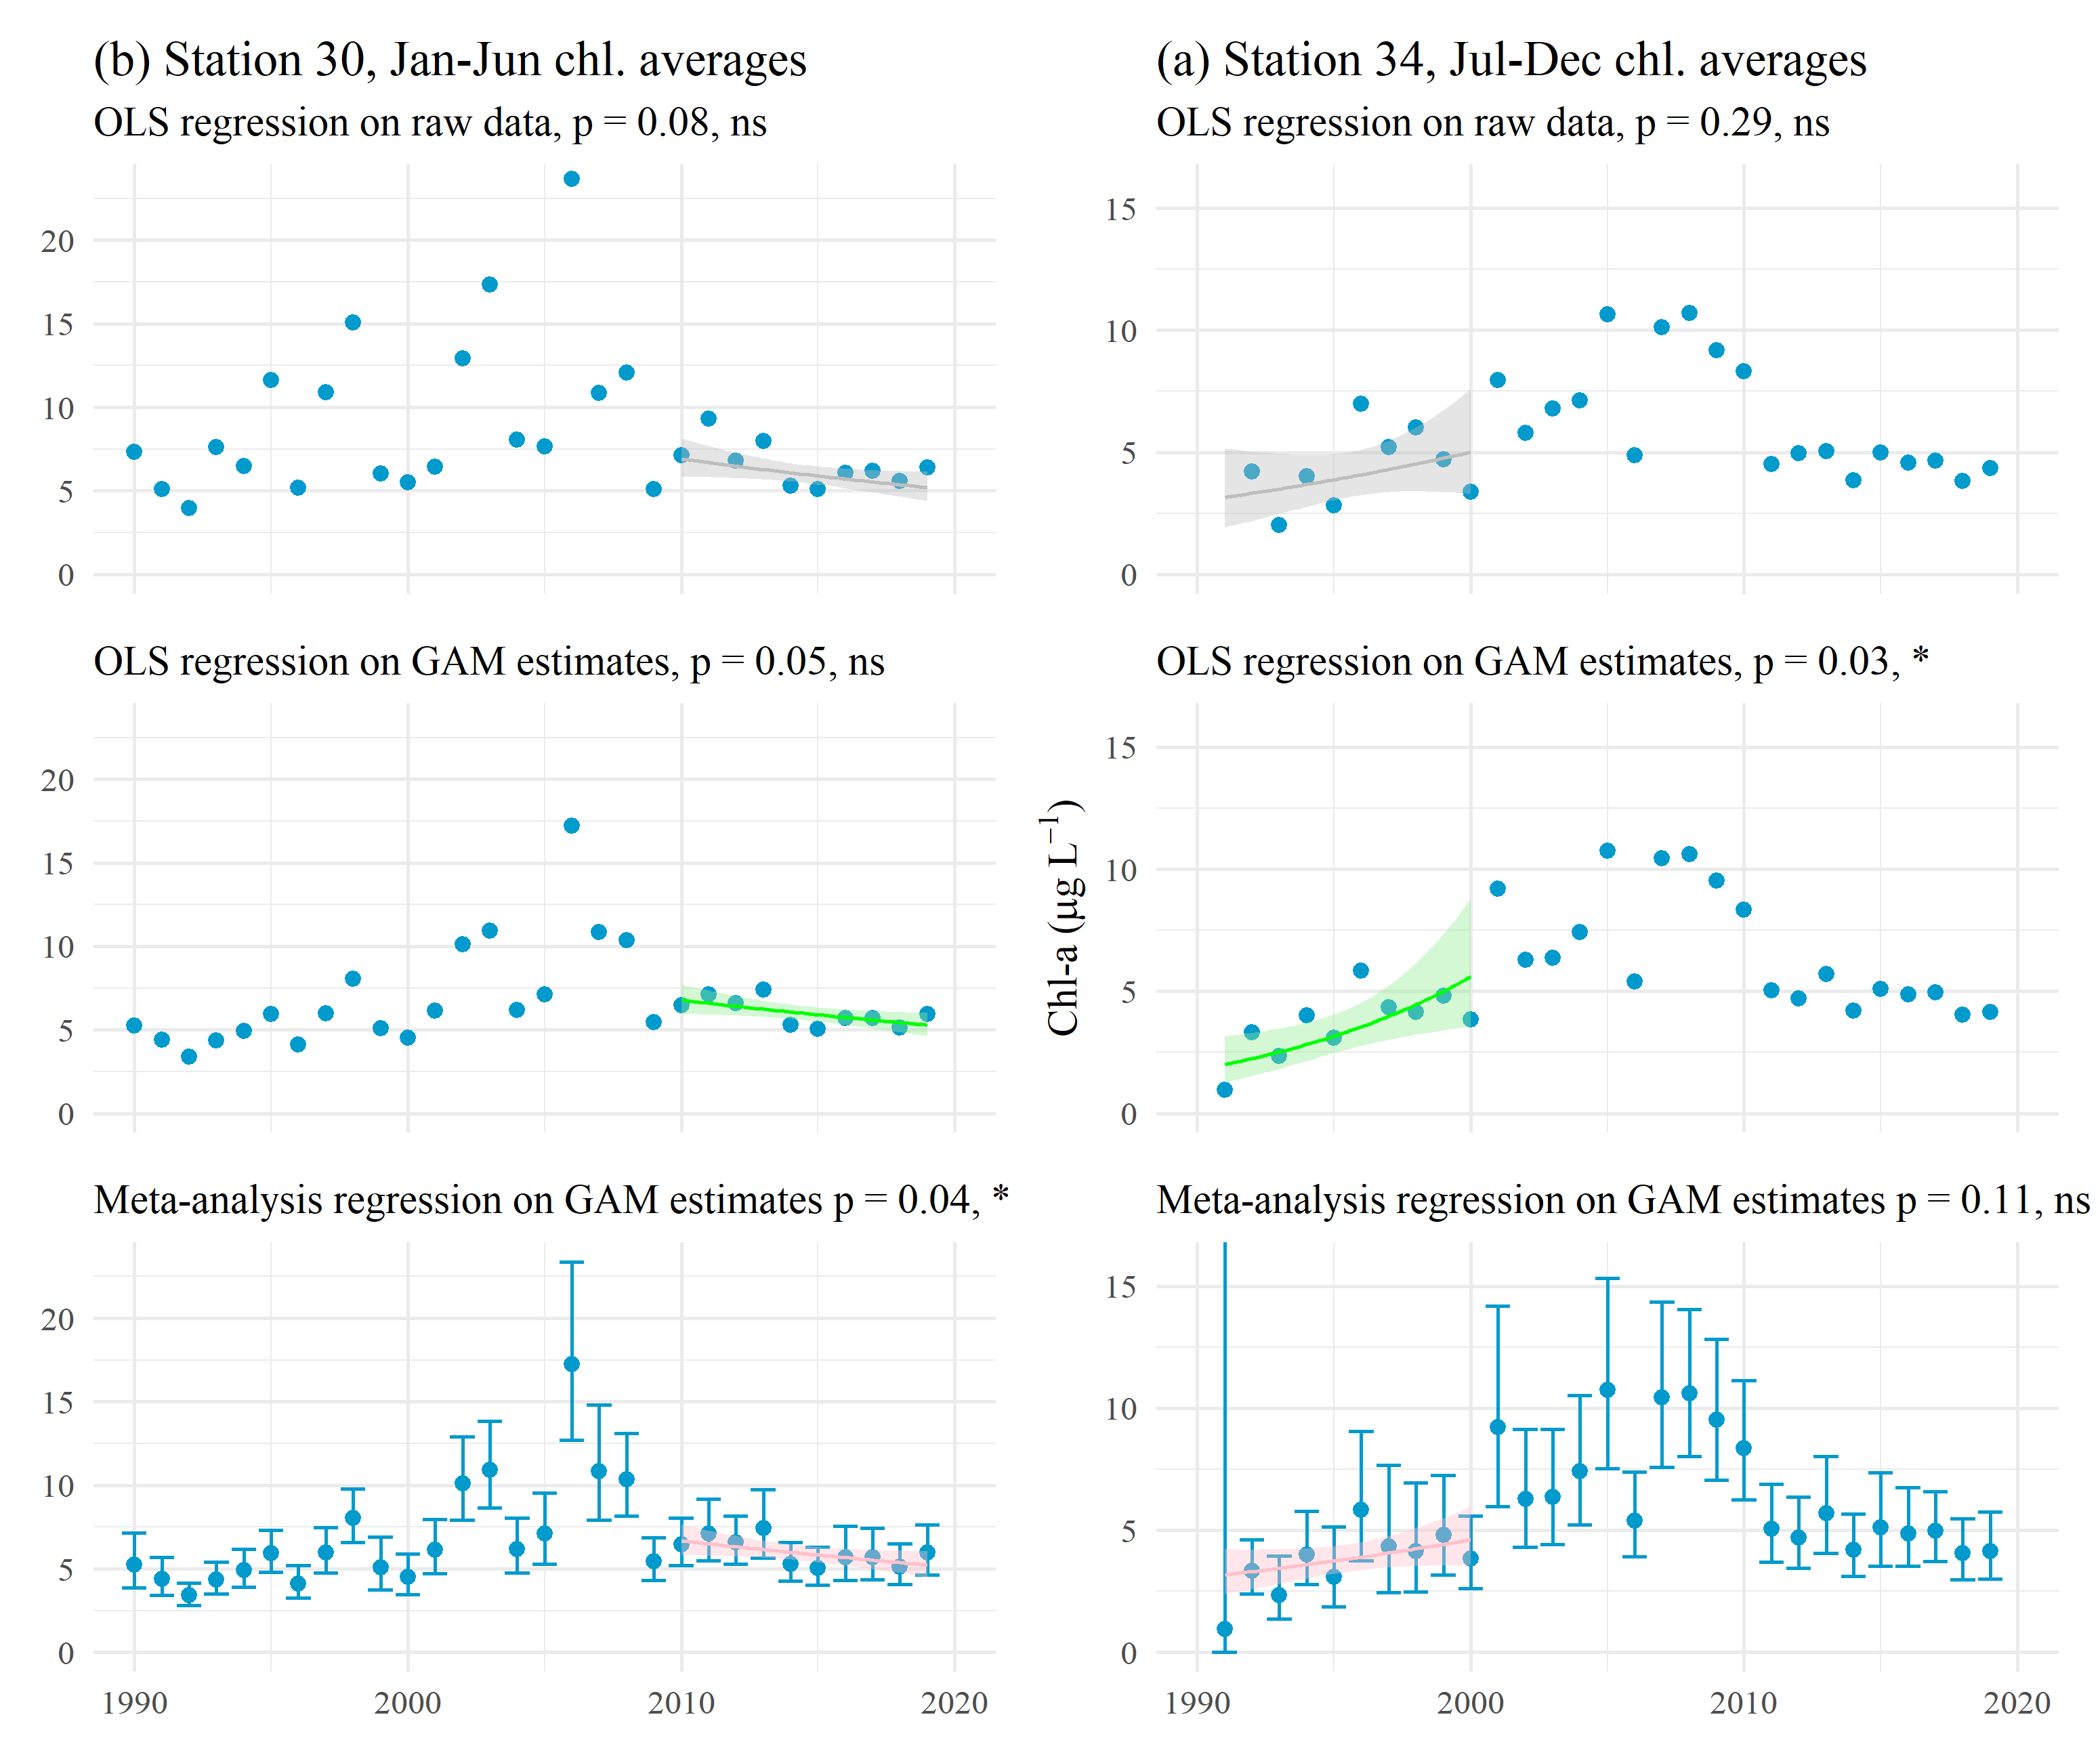 (b) Station 30, Jan-Jun chl. averages
OLS regression on raw data, p = 0.08, ns
20
15
10
5
0
OLS regression on GAM estimates, p = 0.05, ns
20
15
10
5
0
Meta-analysis regression on GAM estimates p = 0.04, *
20
15
10
5
0
1990 2000 2010 2020
(a) Station 34, Jul-Dec chl. averages
OLS regression on raw data, p = 0.29, ns
15
10
5
0
OLS regression on GAM estimates, p = 0.03, *
Chl-a (µg L⁻¹)
15
10
5
0
Meta-analysis regression on GAM estimates p = 0.11, ns
15
10
5
0
1990 2000 2010 2020